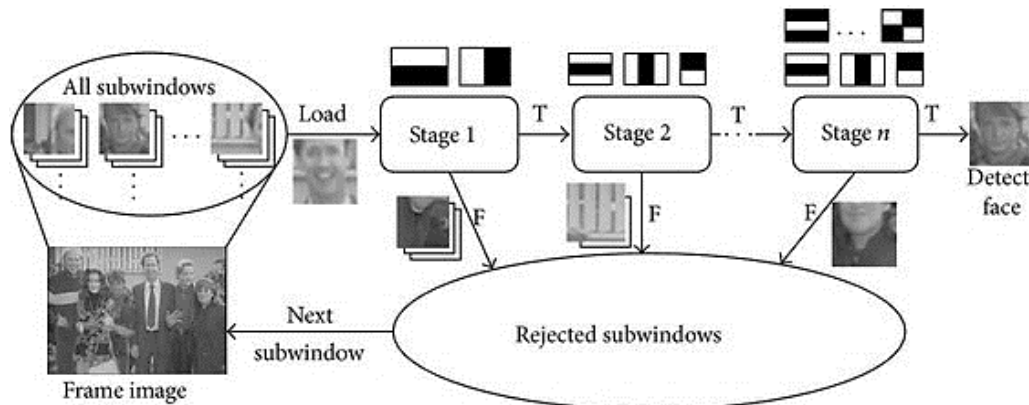 All subwindows
. . .
Load
Stage 1
T
Stage 2
T
. . .
. . .
Stage n
T
Detect
face
F
F
F
Next
subwindow
Rejected subwindows
Frame image